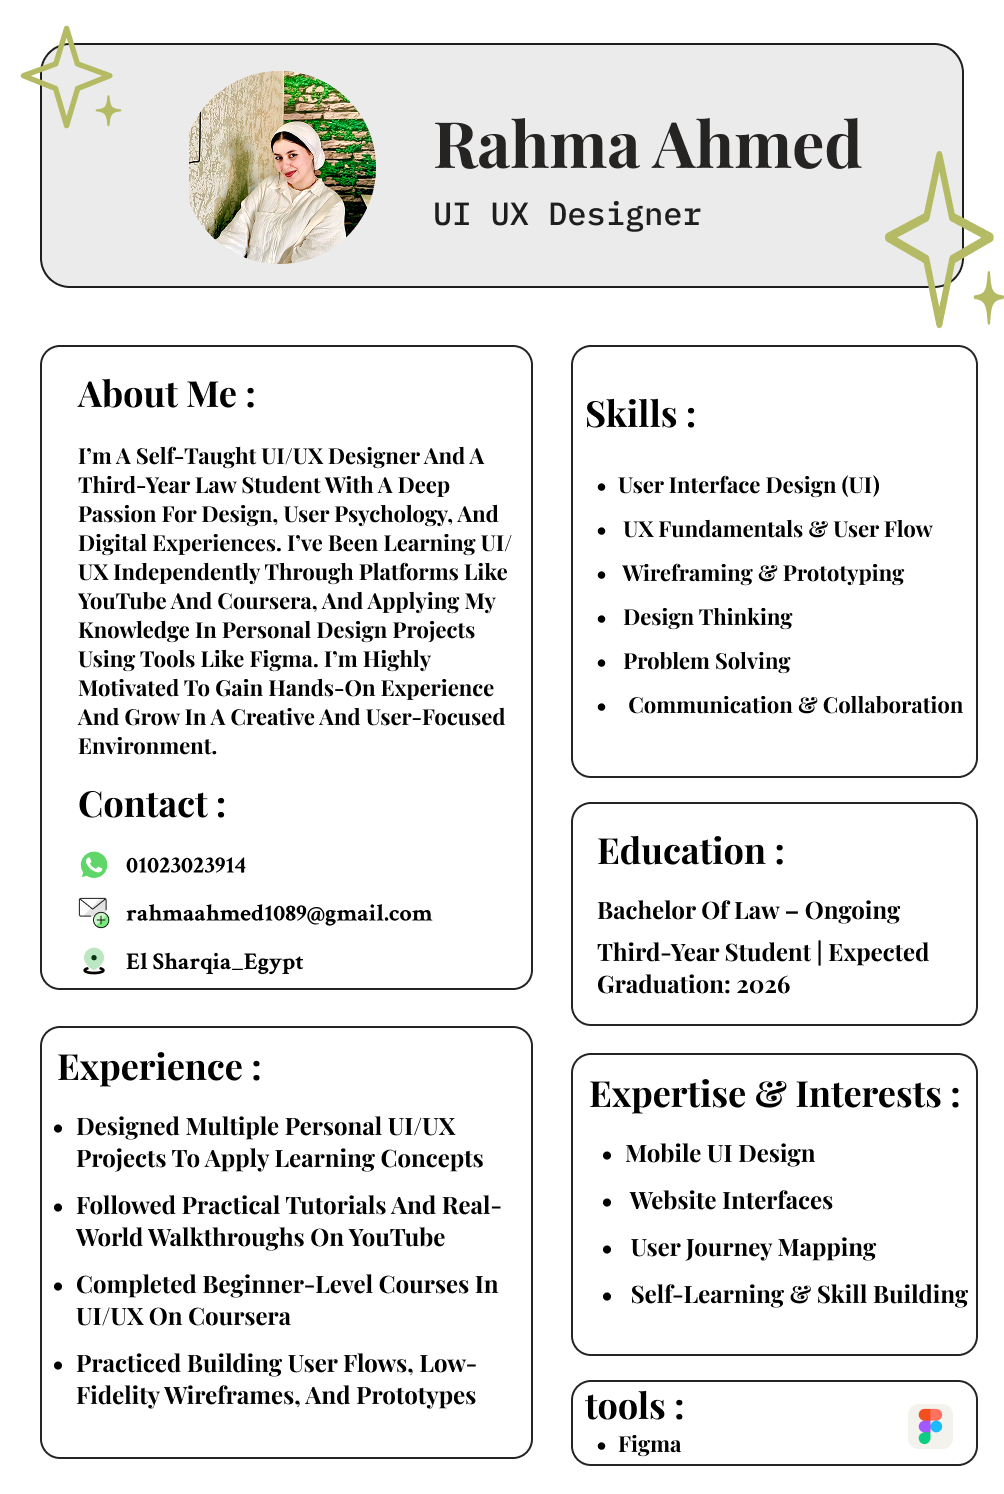 Rahma Ahmed
UI UX Designer
About Me :
I’m A Self-Taught UI/UX Designer And A
Third-Year Law Student With A Deep
Passion For Design, User Psychology, And
Digital Experiences. I’ve Been Learning UI/
UX Independently Through Platforms Like
YouTube And Coursera, And Applying My
Knowledge In Personal Design Projects
Using Tools Like Figma. I’m Highly
Motivated To Gain Hands-On Experience
And Grow In A Creative And User-Focused
Environment.
Contact :
01023023914
rahmaahmed1089@gmail.com
El Sharqia_Egypt
Experience :
• Designed Multiple Personal UI/UX
Projects To Apply Learning Concepts
• Followed Practical Tutorials And Real-
World Walkthroughs On YouTube
• Completed Beginner-Level Courses In
UI/UX On Coursera
• Practiced Building User Flows, Low-
Fidelity Wireframes, And Prototypes
Skills :
• User Interface Design (UI)
• UX Fundamentals & User Flow
• Wireframing & Prototyping
• Design Thinking
• Problem Solving
• Communication & Collaboration
Education :
Bachelor Of Law – Ongoing
Third-Year Student | Expected
Graduation: 2026
Expertise & Interests :
• Mobile UI Design
• Website Interfaces
• User Journey Mapping
• Self-Learning & Skill Building
tools :
• Figma